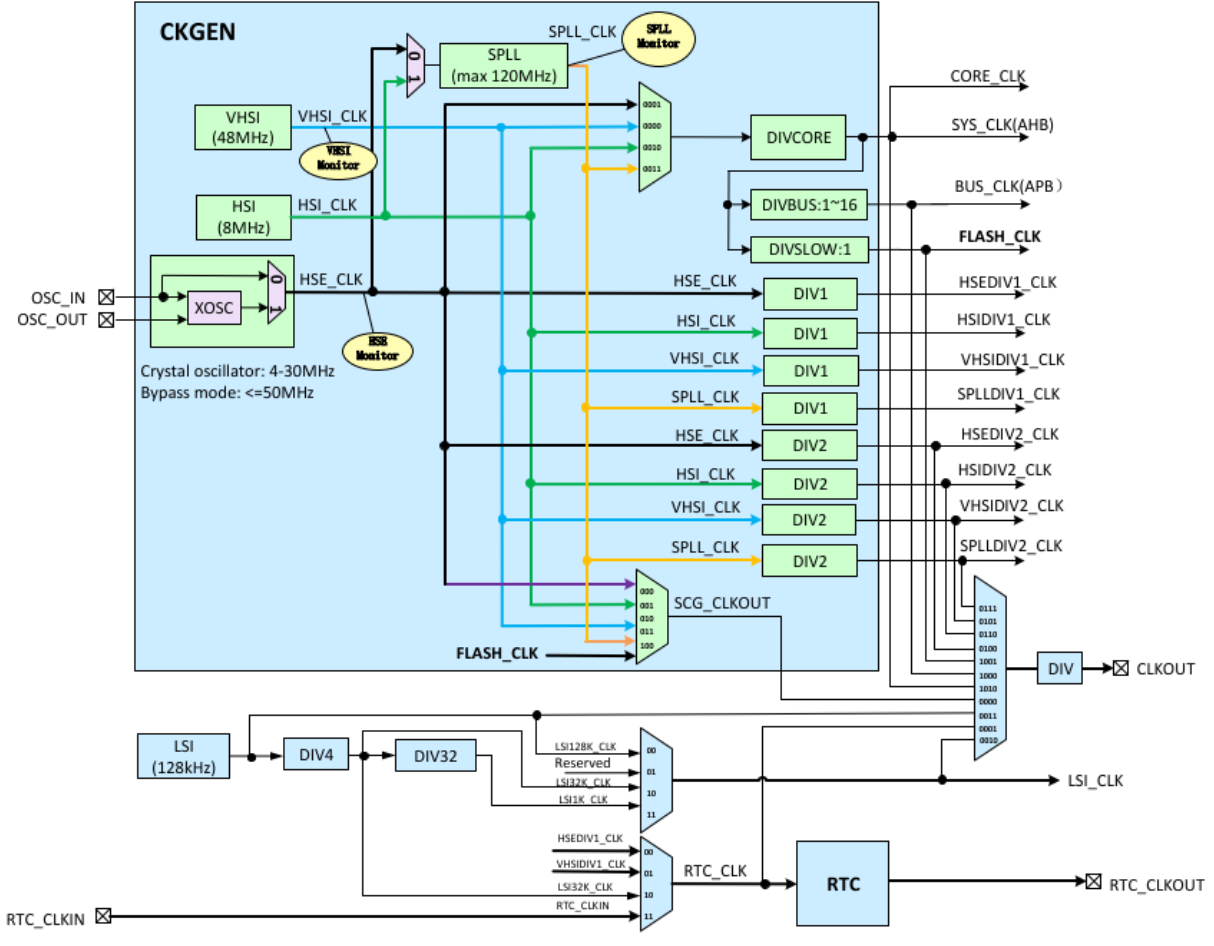 CKGEN
SPLL_CLK
SPLL
Monitor
0
1
SPLL
(max 120MHz)
CORE_CLK
VHSI
(48MHz)
VHSI_CLK
VHSI
Monitor
0001
0000
0010
0011
DIVCORE
SYS_CLK(AHB)
HSI
(8MHz)
HSI_CLK
DIVBUS:1~16
BUS_CLK(APB)
DIVSLOW:1
FLASH_CLK
OSC_IN
OSC_OUT
XOSC
0
1
HSE_CLK
HSE
Monitor
Crystal oscillator: 4-30MHz
Bypass mode: <=50MHz
HSE_CLK
DIV1
HSEDIV1_CLK
HSI_CLK
DIV1
HSIDIV1_CLK
VHSI_CLK
DIV1
VHSIDIV1_CLK
SPLL_CLK
DIV1
SPLLDIV1_CLK
HSE_CLK
DIV2
HSEDIV2_CLK
HSI_CLK
DIV2
HSIDIV2_CLK
VHSI_CLK
DIV2
VHSIDIV2_CLK
SPLL_CLK
DIV2
SPLLDIV2_CLK
000
001
010
011
100
SCG_CLKOUT
FLASH_CLK
0111
0101
0110
0100
1001
1000
1010
0000
0011
0001
0010
DIV
CLKOUT
LSI
(128kHz)
DIV4
DIV32
LSI128K_CLK
Reserved
LSI32K_CLK
LSI1K_CLK
00
01
10
11
LSI_CLK
HSEDIV1_CLK
VHSIDIV1_CLK
LSI32K_CLK
RTC_CLKIN
00
01
10
11
RTC_CLK
RTC
RTC_CLKOUT
RTC_CLKIN